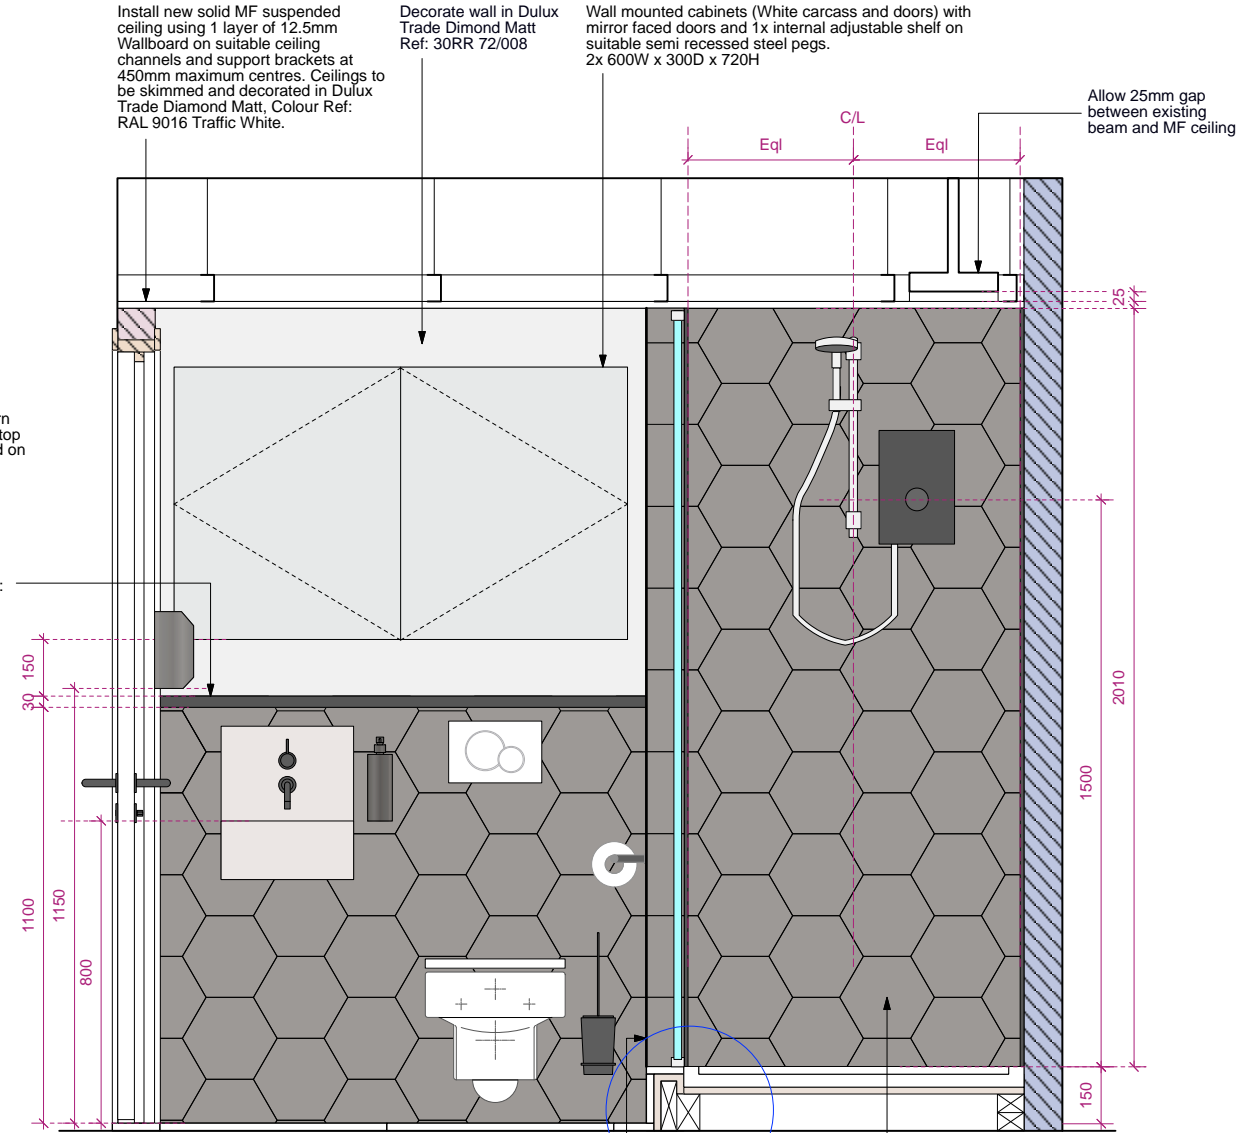 Install new solid MF suspended
ceiling using 1 layer of 12.5mm
Wallboard on suitable ceiling
channels and support brackets at
450mm maximum centres. Ceilings to
be skimmed and decorated in Dulux
Trade Diamond Matt, Colour Ref:
RAL 9016 Traffic White.
Decorate wall in Dulux
Trade Dimond Matt
Ref: 30RR 72/008
Wall mounted cabinets (White carcass and doors) with
mirror faced doors and 1x internal adjustable shelf on
suitable semi recessed steel pegs.
2x 600W x 300D x 720H
Allow 25mm gap
between existing
beam and MF ceiling
C/L
Eql
Eql
25
top
on
150
30
2010
1500
1100
1150
800
150